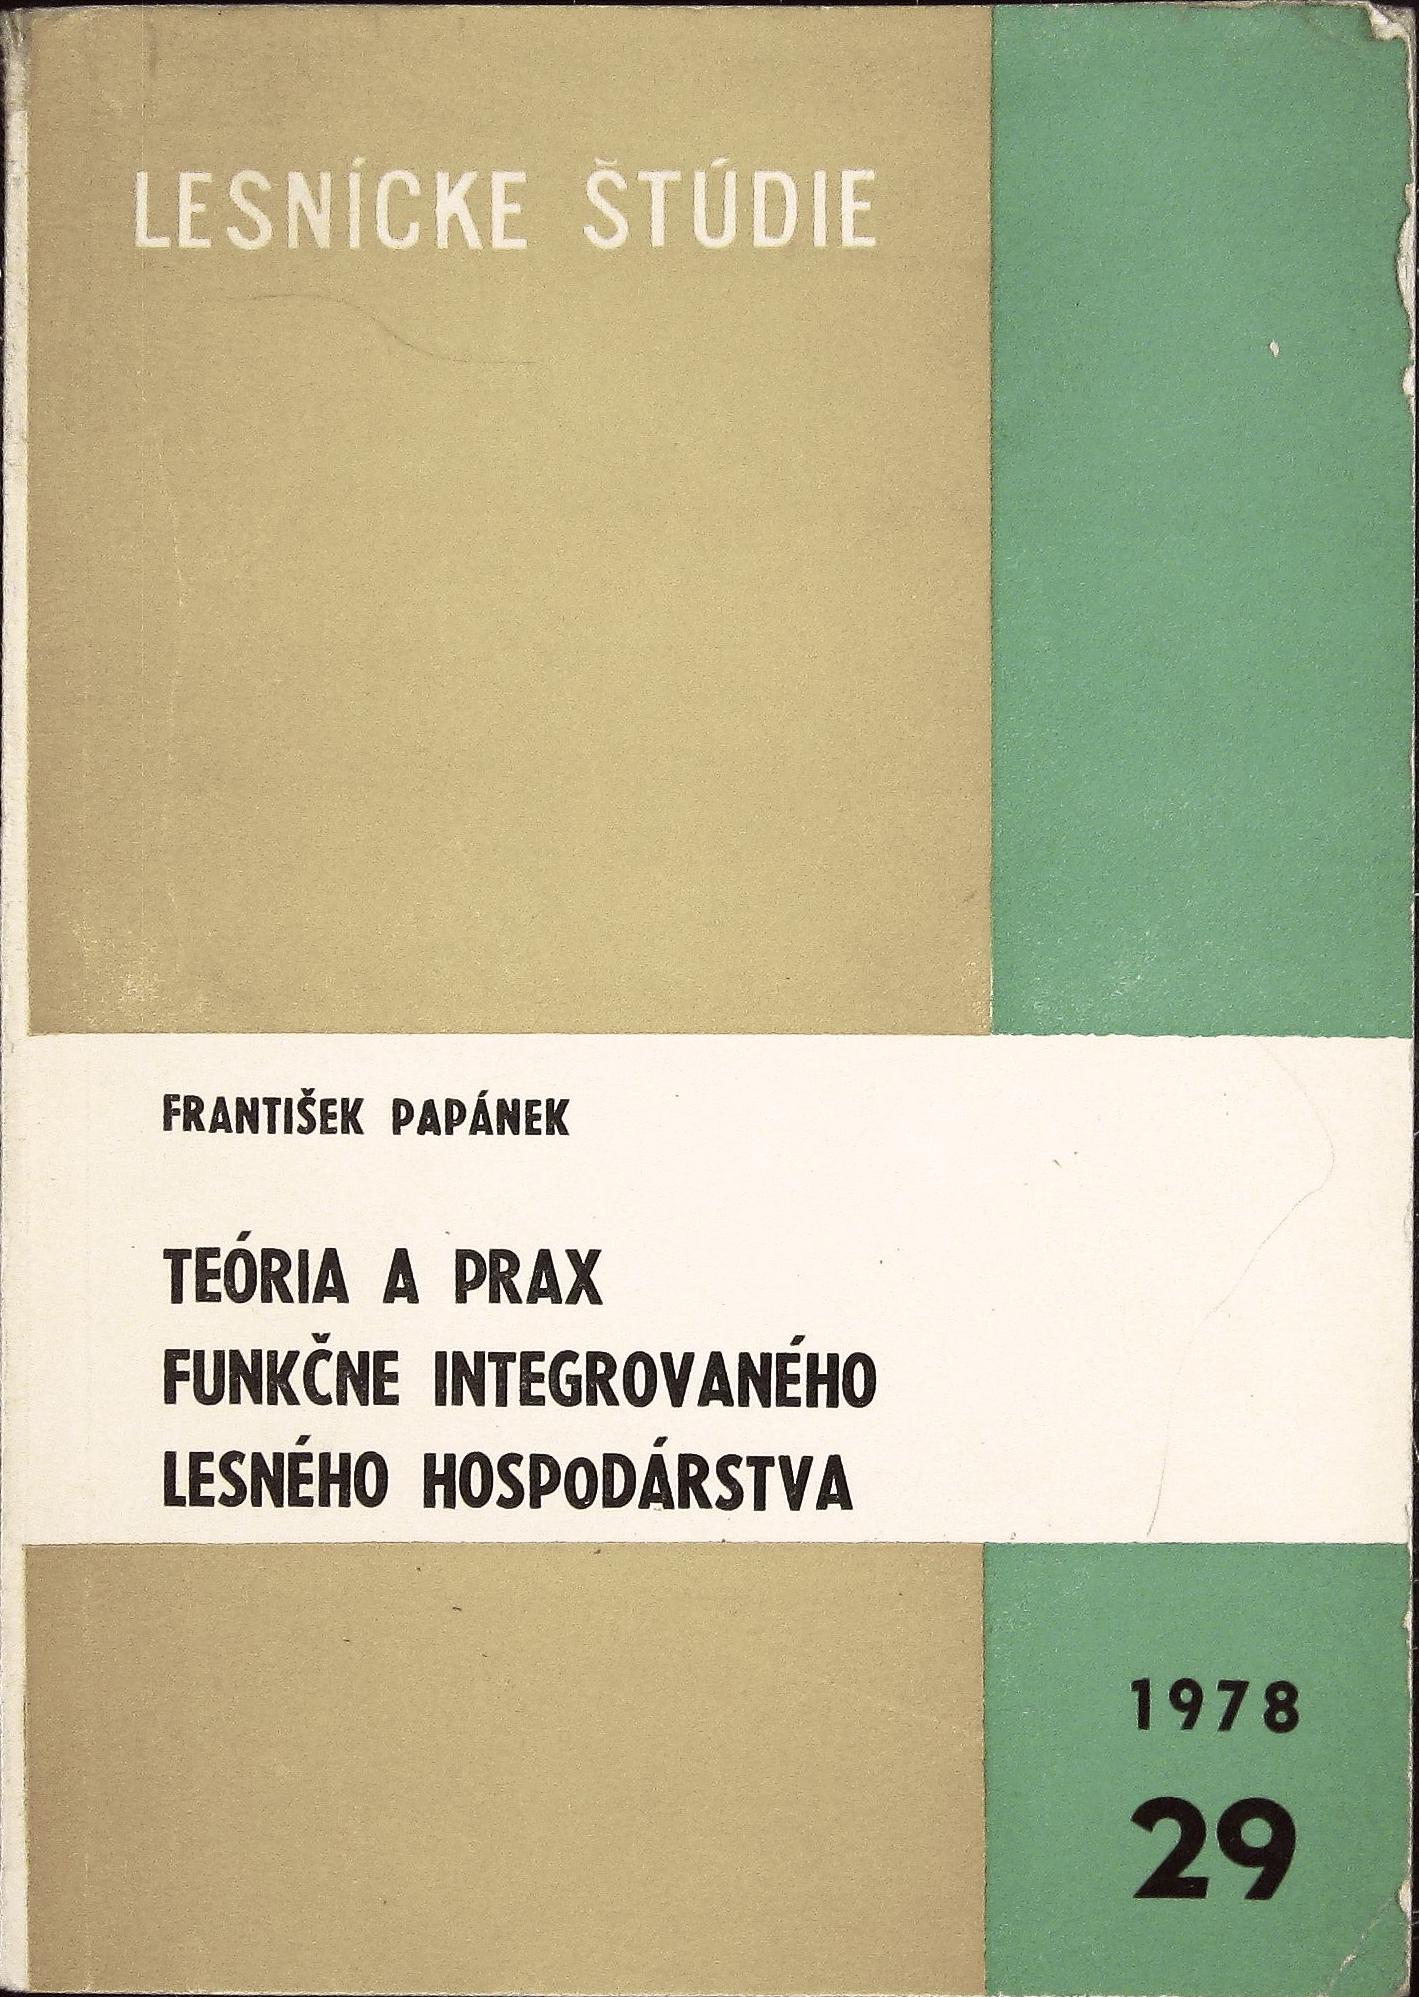 LESNÍCKE ŠTÚDIE
FRANTIŠEK PAPÁNEK
TEÓRIA A PRAX
FUNKČNE INTEGROVANÉHO
LESNÉHO HOSPODÁRSTVA
1978
29